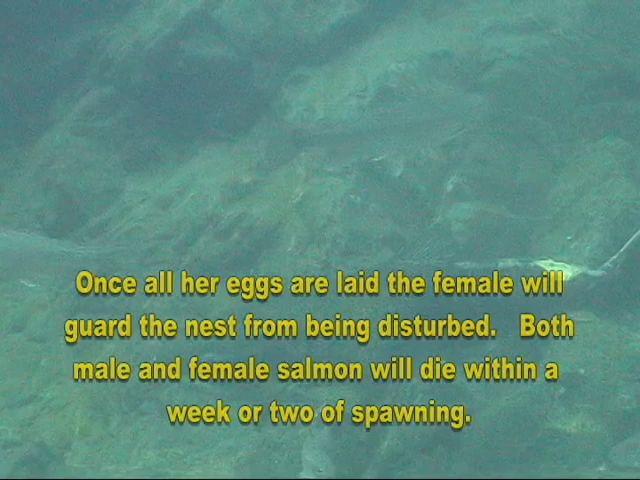 Once all her eggs are laid the female will
guard the nest from being disturbed.   Both
male and female salmon will die within a
week or two of spawning.